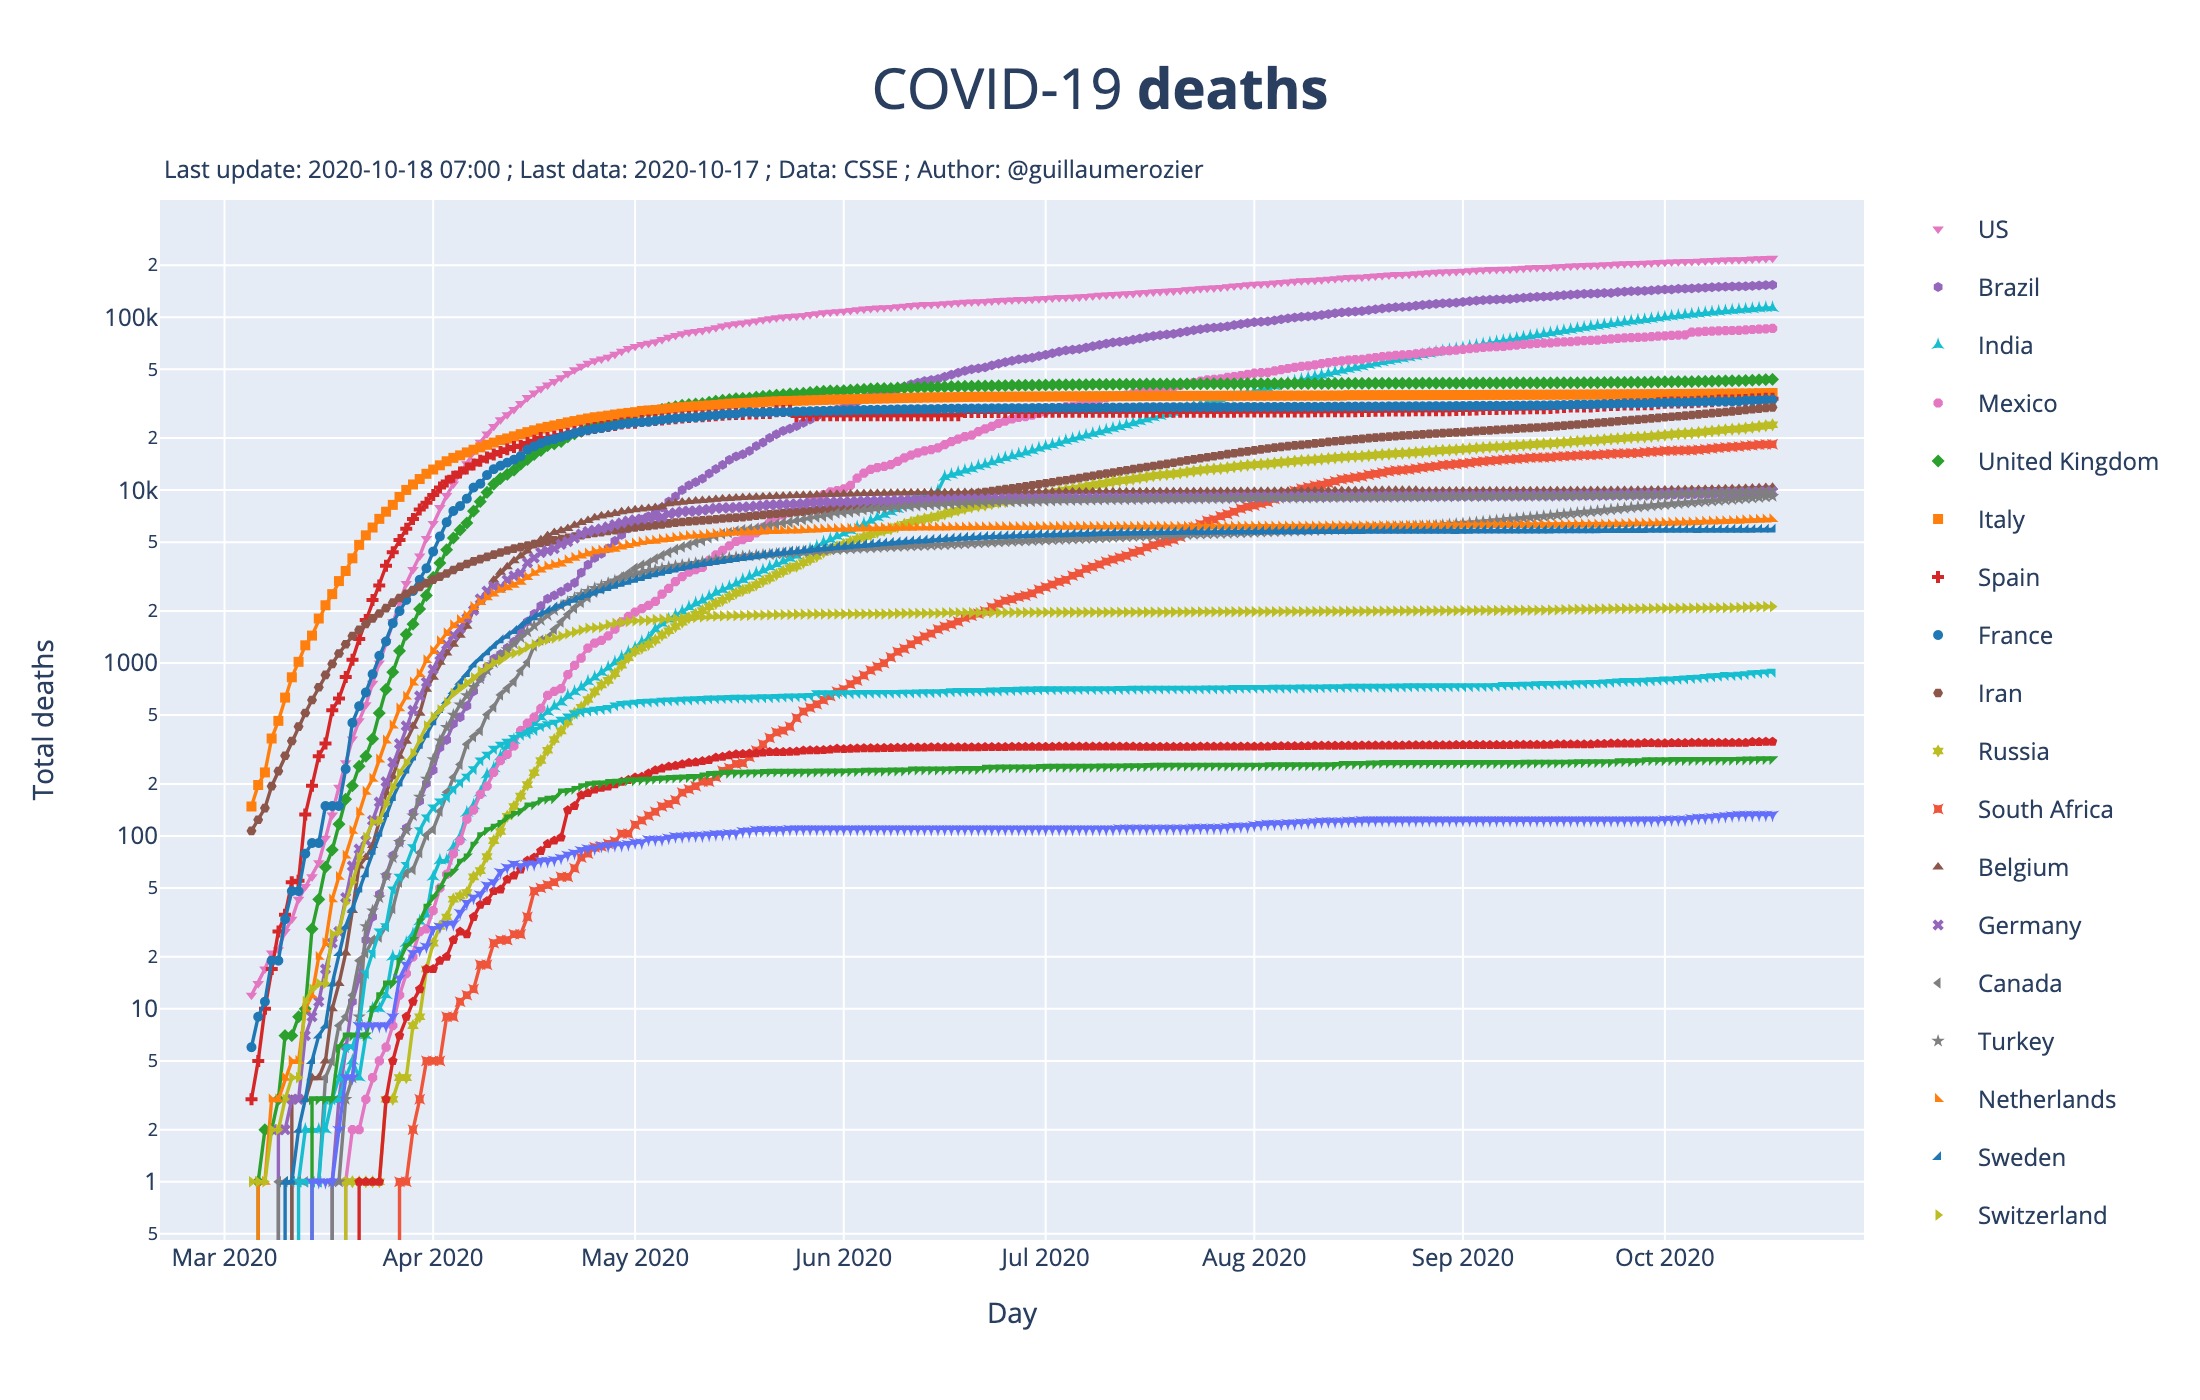 COVID-19 deaths
Last update: 2020-10-18 07:00 ; Last data: 2020-10-17 ; Data: CSSE ; Author: @guillaumerozier
Total deaths
2
100k
5
2
10k
5
2
1000
5
2
100
5
2
10
5
2
1
5
Mar 2020
Apr 2020
May 2020
Jun 2020
Jul 2020
Aug 2020
Sep 2020
Oct 2020
Day
US
Brazil
India
Mexico
United Kingdom
Italy
Spain
France
Iran
Russia
South Africa
Belgium
Germany
Canada
Turkey
Netherlands
Sweden
Switzerland